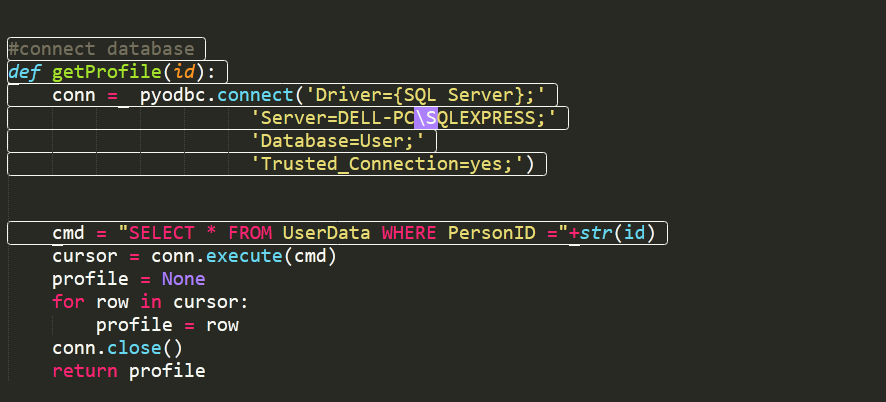 #connect database
def getProfile(id):
    conn =  pyodbc.connect('Driver={SQL Server};'
                      'Server=DELL-PC\SQLEXPRESS;'
                      'Database=User;'
                      'Trusted_Connection=yes;')
    cmd = "SELECT * FROM UserData WHERE PersonID ="+str(id)
    cursor = conn.execute(cmd)
    profile = None
    for row in cursor:
        profile = row
    conn.close()
    return profile